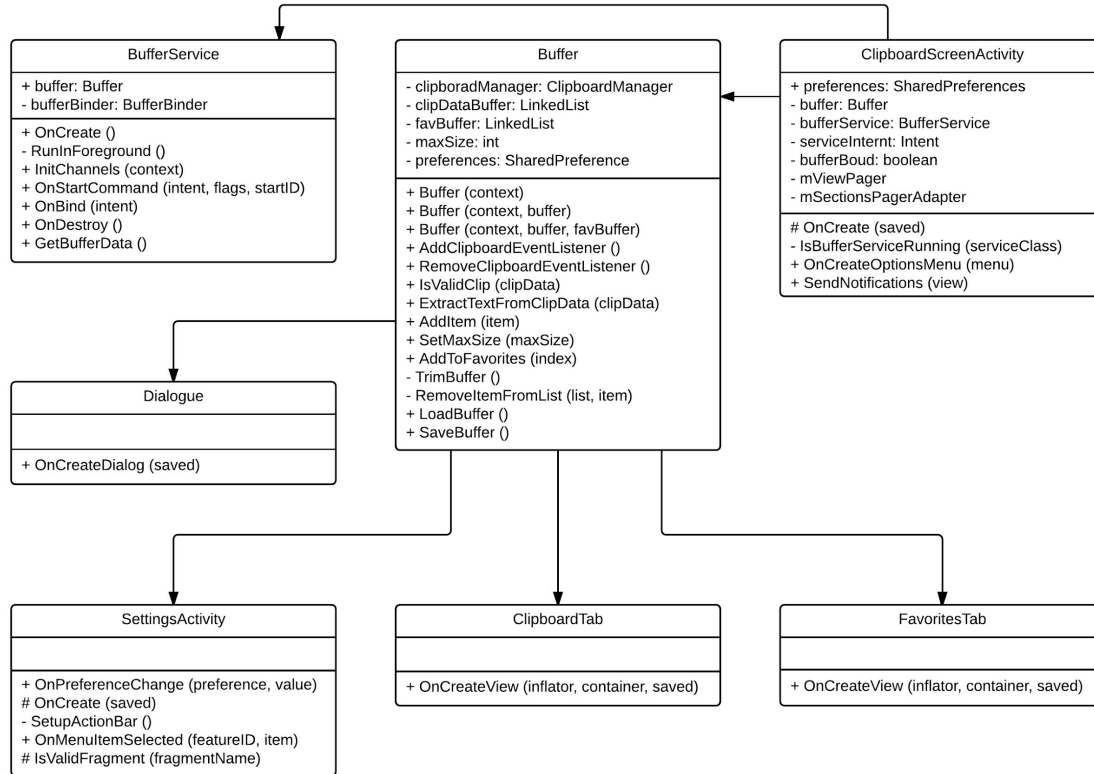 BufferService
+ buffer: Buffer
- bufferBinder: BufferBinder
+ OnCreate ()
- RunInForeground ()
+ InitChannels (context)
+ OnStartCommand (intent, flags, startID)
+ OnBind (intent)
+ OnDestroy ()
+ GetBufferData ()
Buffer
- clipboradManager: ClipboardManager
- clipDataBuffer: LinkedList
- favBuffer: LinkedList
- maxSize: int
- preferences: SharedPreference
+ Buffer (context)
+ Buffer (context, buffer)
+ Buffer (context, buffer, favBuffer)
+ AddClipboardEventListener ()
+ RemoveClipboardEventListener ()
+ IsValidClip (clipData)
+ ExtractTextFromClipData (clipData)
+ AddItem (item)
+ SetMaxSize (maxSize)
+ AddToFavorites (index)
- TrimBuffer ()
- RemoveItemFromList (list, item)
+ LoadBuffer ()
+ SaveBuffer ()
ClipboardScreenActivity
+ preferences: SharedPreferences
- buffer: Buffer
- bufferService: BufferService
- serviceInternt: Intent
- bufferBoud: boolean
- mViewPager
- mSectionsPagerAdapter
# OnCreate (saved)
- IsBufferServiceRunning (serviceClass)
+ OnCreateOptionsMenu (menu)
+ SendNotifications (view)
Dialogue
+ OnCreateDialog (saved)
SettingsActivity
+ OnPreferenceChange (preference, value)
# OnCreate (saved)
- SetupActionBar ()
+ OnMenuItemSelected (featureID, item)
# IsValidFragment (fragmentName)
ClipboardTab
+ OnCreateView (inflator, container, saved)
FavoritesTab
+ OnCreateView (inflator, container, saved)